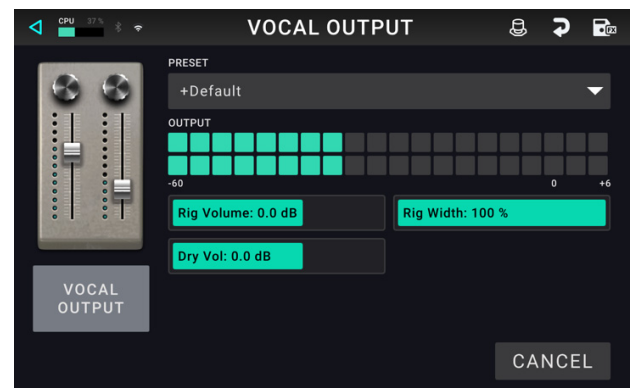 CPU 37 %
VOCAL OUTPUT
FX
PRESET
+Default
OUTPUT
-60 0 +6
Rig Volume: 0.0 dB Rig Width: 100 %
Dry Vol: 0.0 dB
VOCAL
OUTPUT
CANCEL